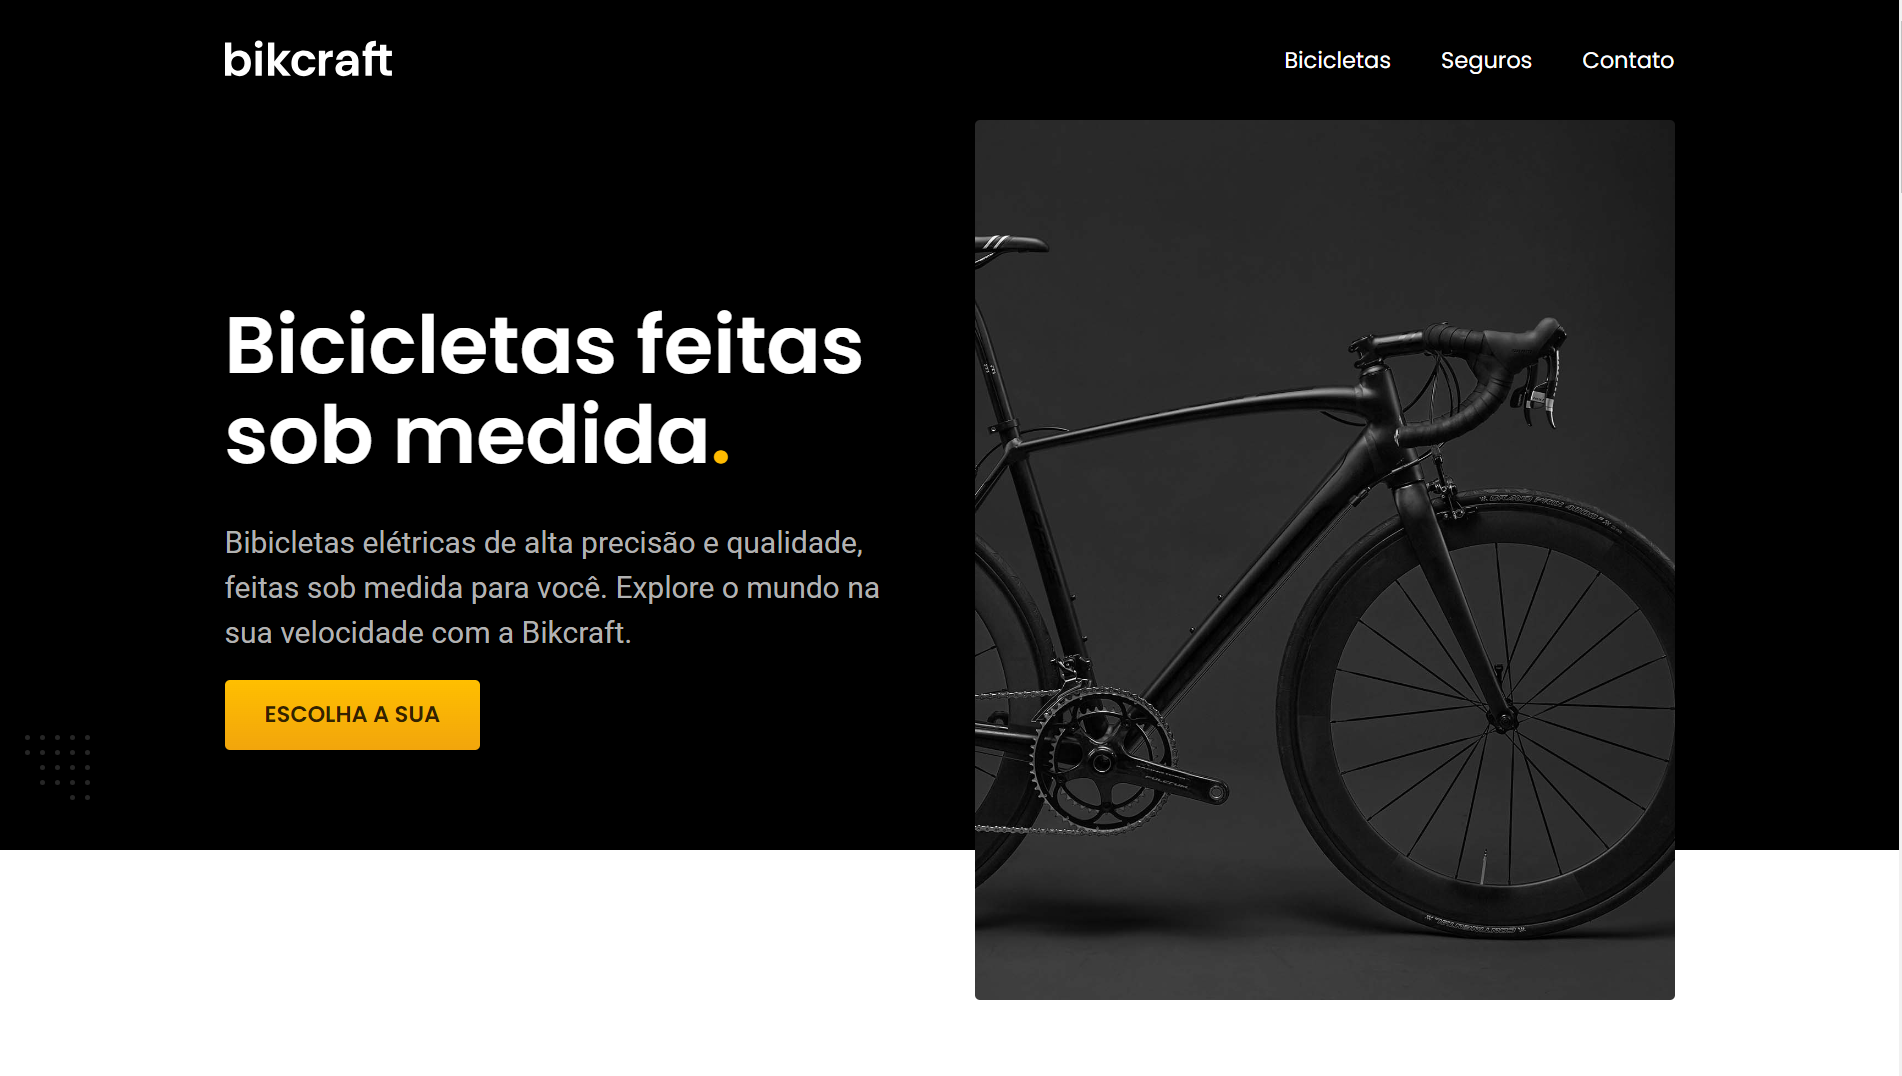 bikcraft
Bicicletas Seguros Contato
Bicicletas feitas
sob medida.
Bibicletas elétricas de alta precisão e qualidade,
feitas sob medida para você. Explore o mundo na
sua velocidade com a Bikcraft.
ESCOLHA A SUA